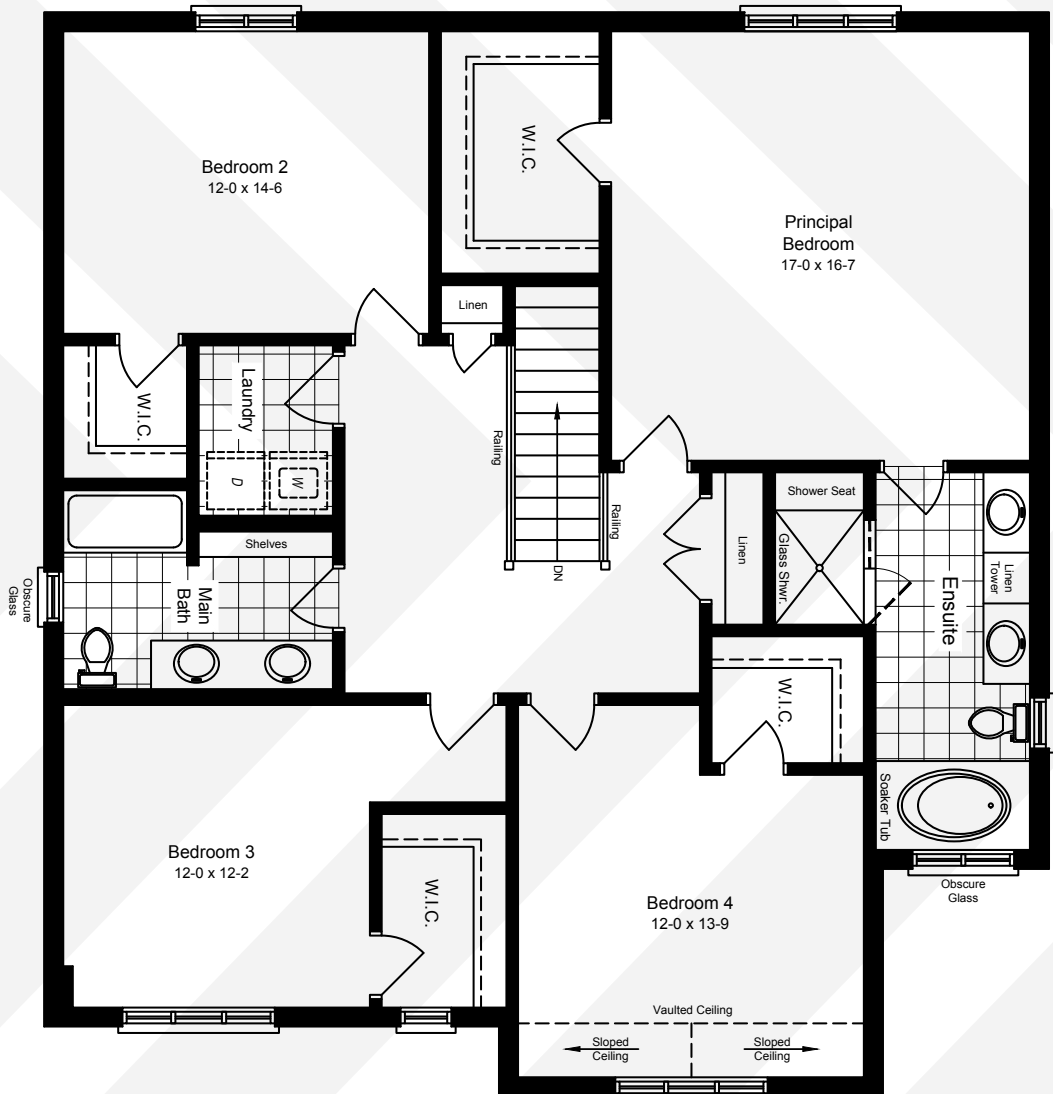 Bedroom 2
12-0 x 14-6
W.I.C.
Principal
Bedroom
17-0 x 16-7
Linen
W.I.C.
Laundry
D
W
Railing
Railing
DN
Linen
Shower Seat
Glass Shwr.
Ensuite
Linen
Tower
Shelves
Main
Bath
Obscure
Glass
W.I.C.
Soaker Tub
Obscure
Glass
Bedroom 3
12-0 x 12-2
W.I.C.
Bedroom 4
12-0 x 13-9
Vaulted Ceiling
Sloped
Ceiling
Sloped
Ceiling